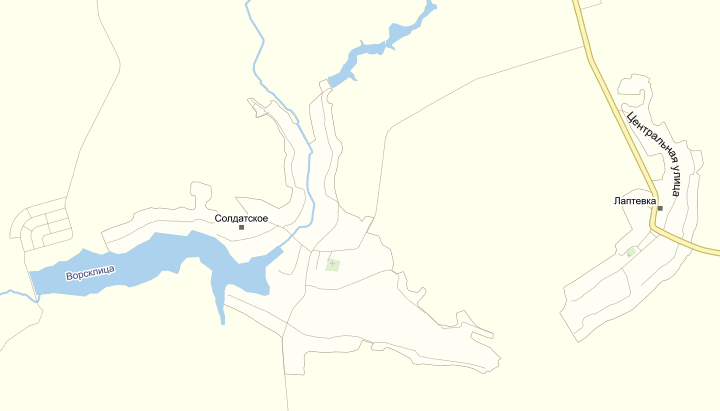 Центральная улица
Лаптевка
Солдатское
Ворсклица